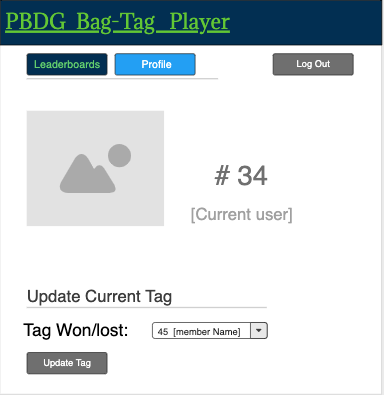 PBDG Bag-Tag Player
Leaderboards Profile Log Out
# 34
[Current user]
Update Current Tag
Tag Won/lost: 45 [member Name]
Update Tag